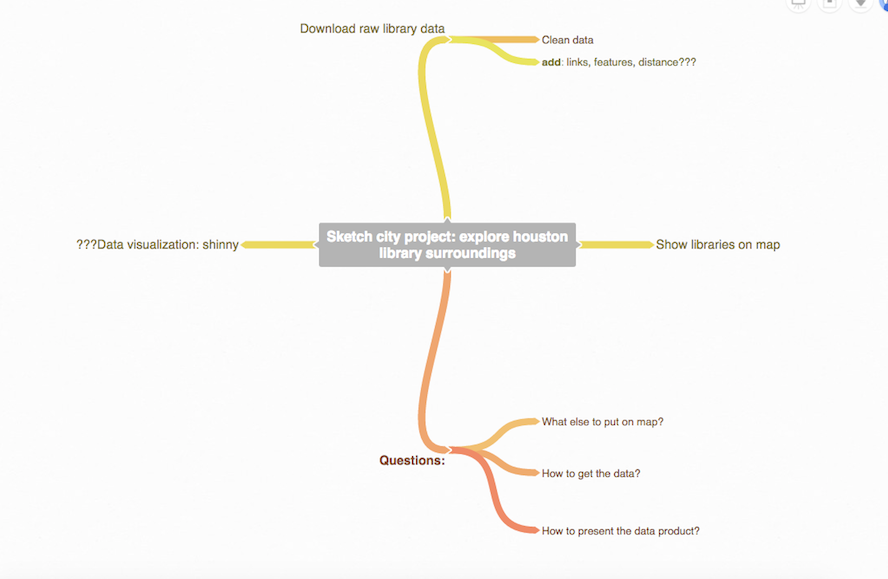 Download raw library data
Clean data
add: links, features, distance???
???Data visualization: shinny
Sketch city project: explore houston
library surroundings
Show libraries on map
What else to put on map?
Questions:
How to get the data?
How to present the data product?